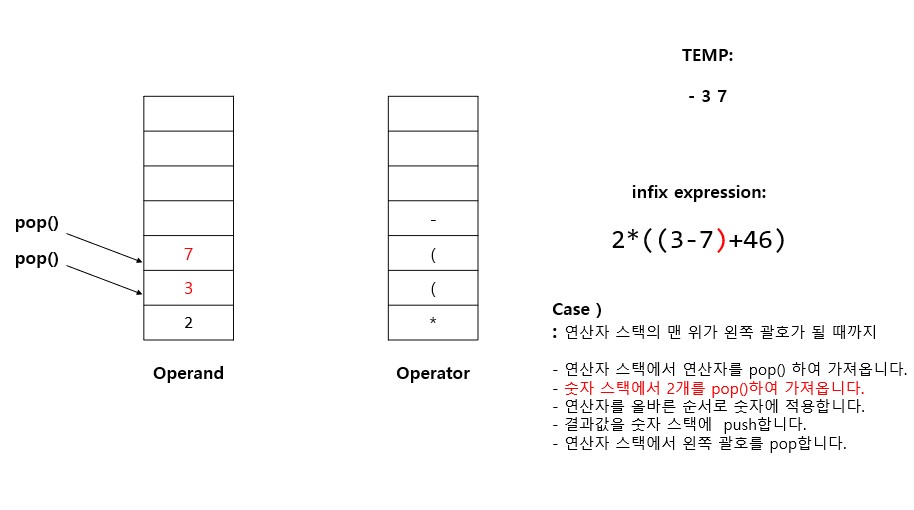 TEMP:
- 3 7
infix expression:
2*((3-7)+46)
pop()
pop()
7
3
2
-
(
(
*
Operand
Operator
Case )
: 연산자 스택의 맨 위가 왼쪽 괄호가 될 때까지
- 연산자 스택에서 연산자를 pop() 하여 가져옵니다.
- 숫자 스택에서 2개를 pop()하여 가져옵니다.
- 연산자를 올바른 순서로 숫자에 적용합니다.
- 결과값을 숫자 스택에 push합니다.
- 연산자 스택에서 왼쪽 괄호를 pop합니다.